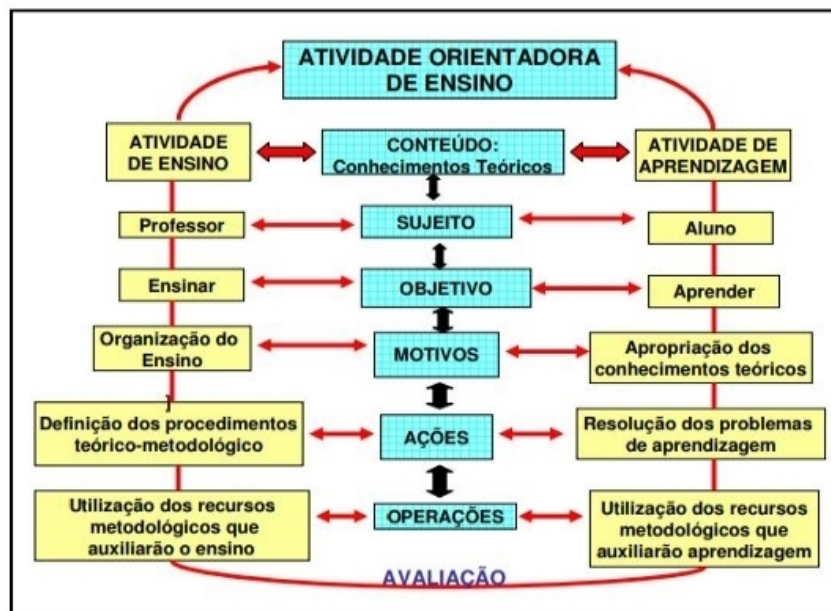 ATIVIDADE ORIENTADORA
DE ENSINO
ATIVIDADE
DE ENSINO
CONTEÚDO:
Conhecimentos Teóricos
ATIVIDADE DE
APRENDIZAGEM
Professor
SUJEITO
Aluno
Ensinar
OBJETIVO
Aprender
Organização do
Ensino
MOTIVOS
Apropriação dos
conhecimentos teóricos
}
Definição dos procedimentos
teórico-metodológico
AÇÕES
Resolução dos problemas
de aprendizagem
Utilização dos recursos
metodológicos que
auxiliarão o ensino
OPERAÇÕES
Utilização dos recursos
metodológicos que
auxiliarão aprendizagem
AVALIAÇÃO